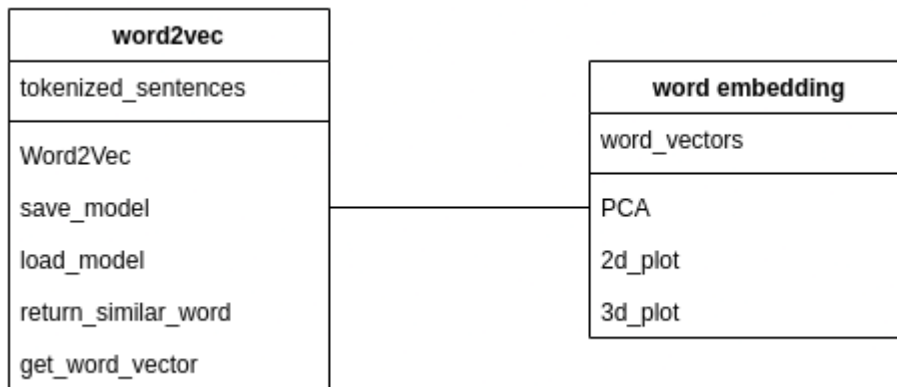 word2vec
tokenized_sentences
Word2Vec
save_model
load_model
return_similar_word
get_word_vector
word embedding
word_vectors
PCA
2d_plot
3d_plot